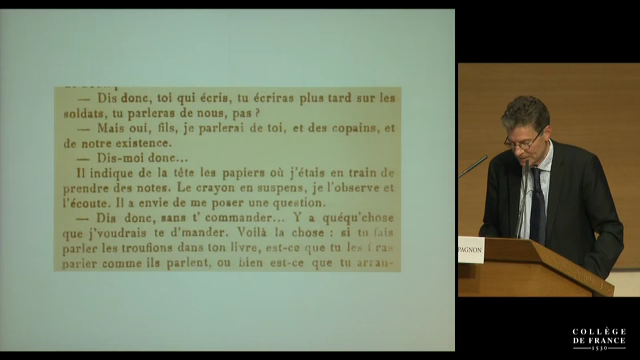 — Dis donc, toi qui écris, tu écriras plus tard sur les
soldats, tu parleras de nous, pas ?
— Mais oui, fils, je parlerai de toi, et des copains, et
de notre existence.
— Dis-moi donc...
Il indique de la tête les papiers où j'étais en train de
prendre des notes. Le crayon en suspens, je l'observe et
l'écoute. Il a envie de me poser une question.
— Dis donc, sans t' commander... Y a quéqu'chose
que j'voudrais te d'mander. Voilà la chose : si tu fais
parler les troufions dans ton livre, est-ce que tu les f'ras
parler comme ils parlent, ou bien est-ce que tu arran-
PAGNON
COLLÈGE
DE FRANCE
1530